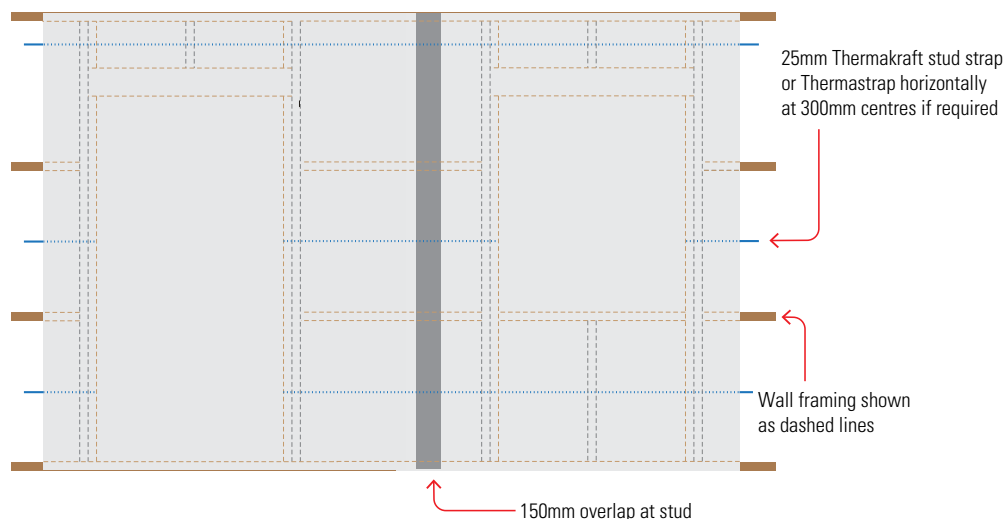 25mm Thermakraft stud strap
or Thermastrap horizontally
at 300mm centres if required
Wall framing shown
as dashed lines
150mm overlap at stud